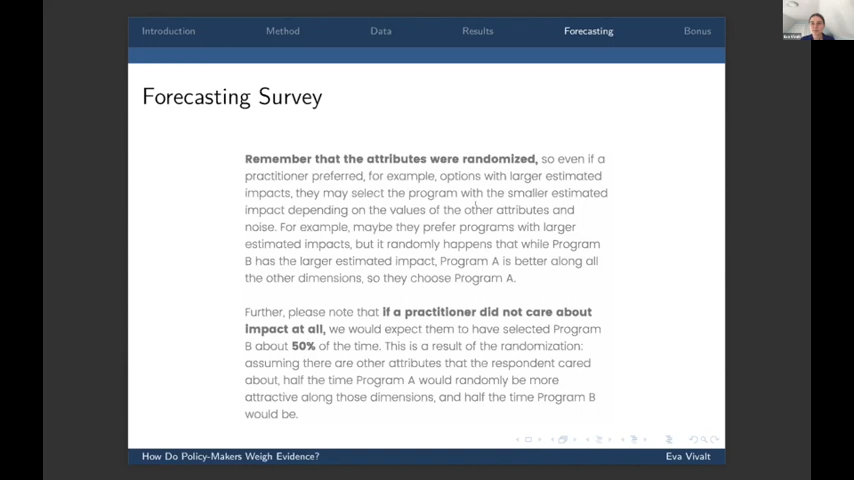 Introduction Method Data Results Forecasting Bonus
Eva Vivalt
Forecasting Survey
Remember that the attributes were randomized, so even if a
practitioner preferred, for example, options with larger estimated
impacts, they may select the program with the smaller estimated
impact depending on the values of the other attributes and
noise. For example, maybe they prefer programs with larger
estimated impacts, but it randomly happens that while Program
B has the larger estimated impact, Program A is better along all
the other dimensions, so they choose Program A.
Further, please note that if a practitioner did not care about
impact at all, we would expect them to have selected Program
B about 50% of the time. This is a result of the randomization:
assuming there are other attributes that the respondent cared
about, half the time Program A would randomly be more
attractive along those dimensions, and half the time Program B
would be.
How Do Policy-Makers Weigh Evidence? Eva Vivalt